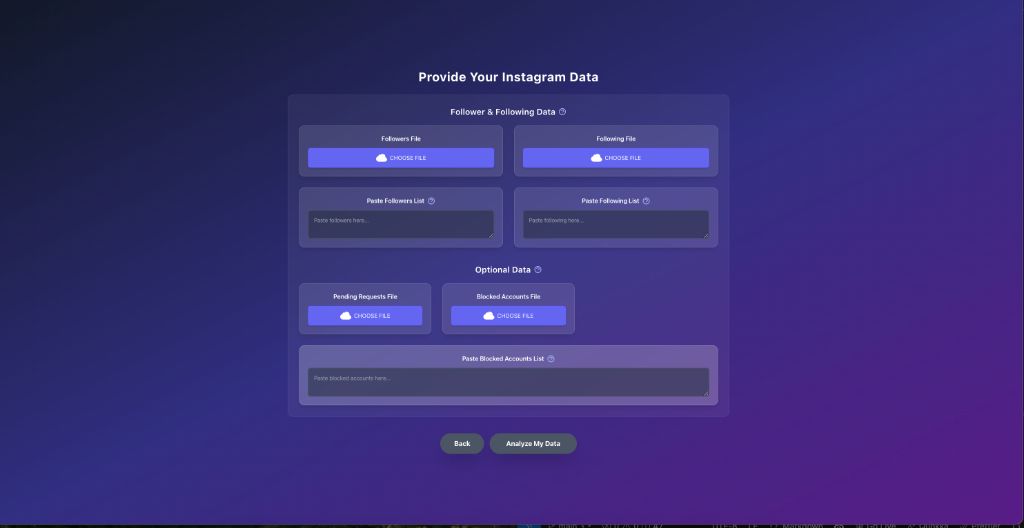 Provide Your Instagram Data
Follower & Following Data
Followers File
Following File
CHOOSE FILE
CHOOSE FILE
Paste Followers List
Paste Following List
Paste followers here...
Paste following here...
Optional Data
Pending Requests File
Blocked Accounts File
CHOOSE FILE
CHOOSE FILE
Paste Blocked Accounts List
Paste blocked accounts here...
Back
Analyze My Data